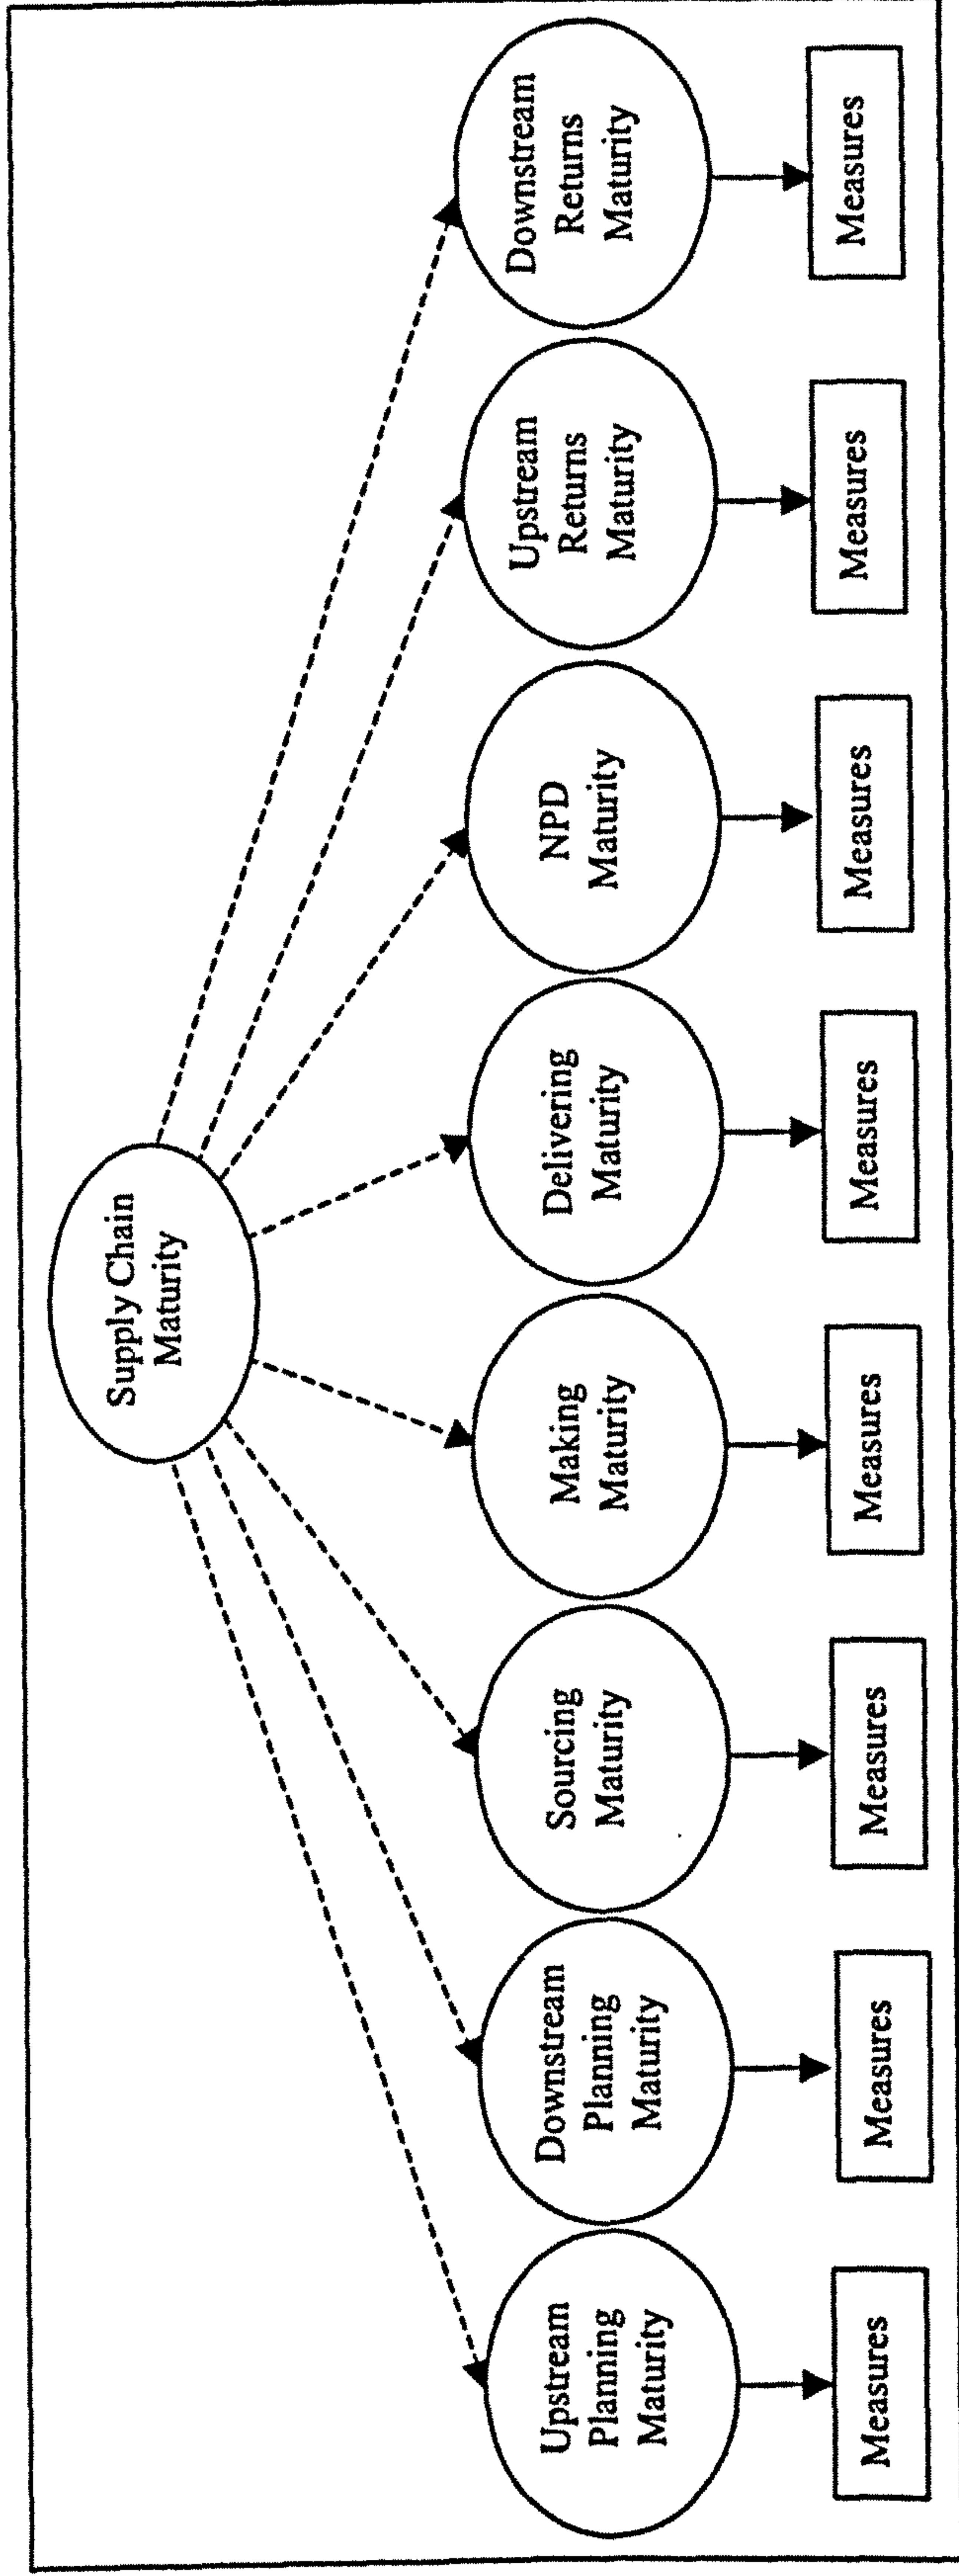 Supply Chain
Maturity
Upstream
Planning
Maturity
Downstream
Planning
Maturity
Sourcing
Maturity
Making
Maturity
Delivering
Maturity
NPD
Maturity
Upstream
Returns
Maturity
Downstream
Returns
Maturity
Measures
Measures
Measures
Measures
Measures
Measures
Measures
Measures